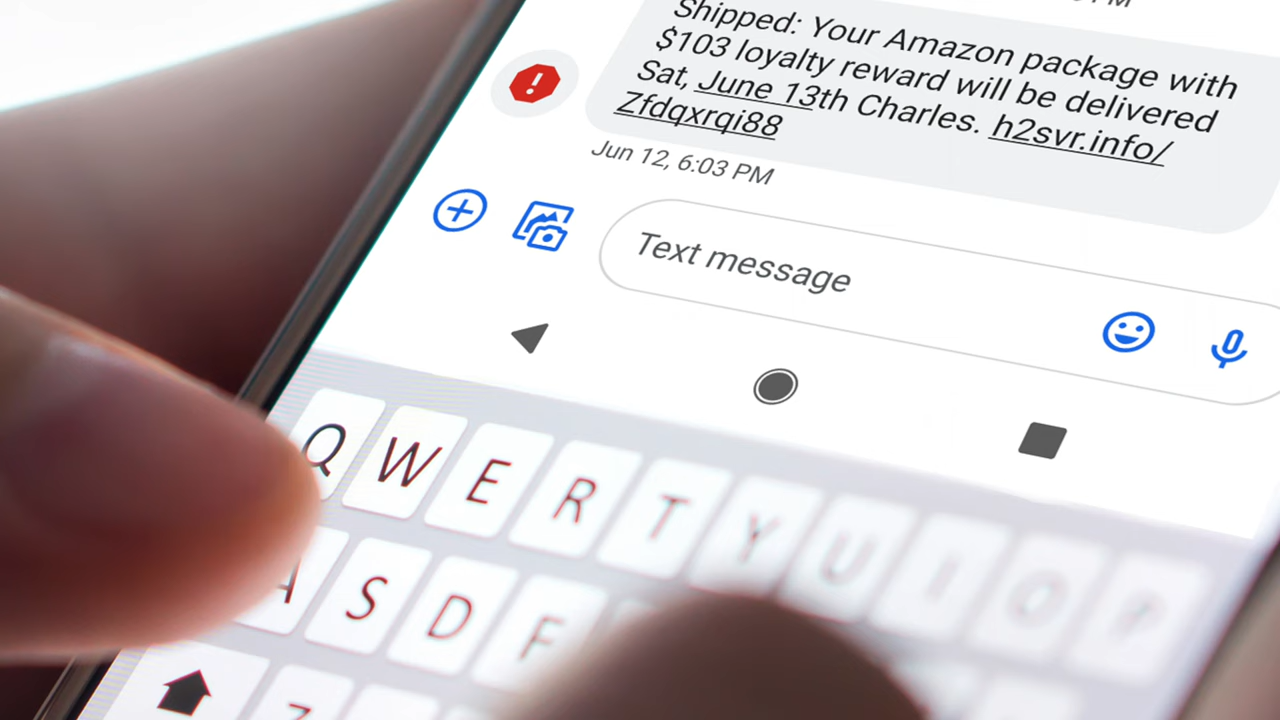 PM
Shipped: Your Amazon package with
$103 loyalty reward will be delivered
Sat, June 13th Charles. h2svr.info/
Zfdqxrqi88
Jun 12, 6:03 PM
Text message
Q W E R T Y U I O P
A S D F
Z